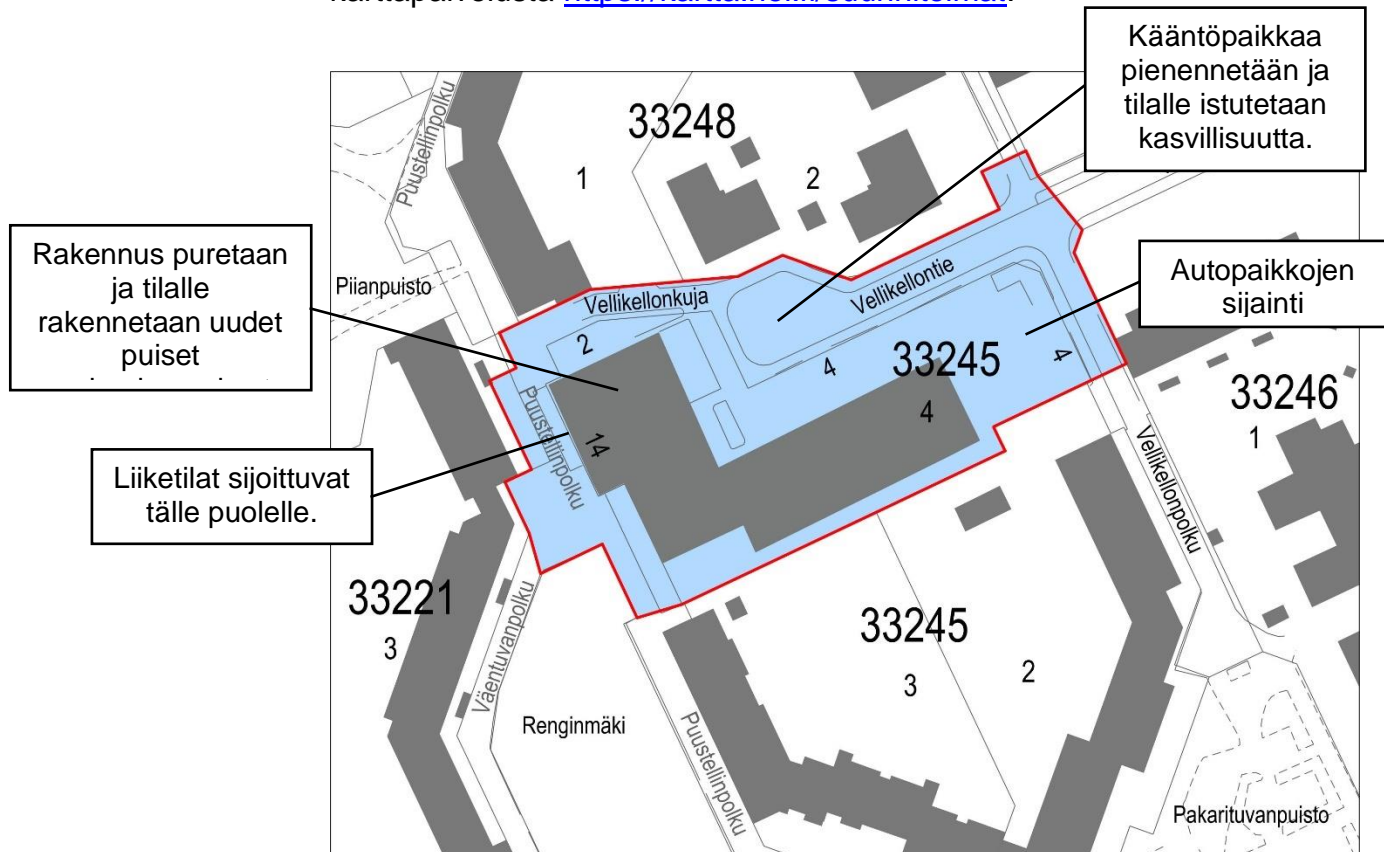 Kääntöpaikkaa
pienennetään ja
tilalle istutetaan
kasvillisuutta.
Puustellinpolku
33248
1
2
Rakennus puretaan
ja tilalle
rakennetaan uudet
puiset
Piianpuisto
Vellikellonkuja
Vellikellontie
Autopaikkojen
sijainti
2
4
33245
4
4
33246
1
Puustellinpolku
14
Vellikellonpolku
Liiketilat sijoittuvat
tälle puolelle.
33221
3
Väentuvanpolku
33245
3
2
Renginmäki
Puustellinpolku
Pakarituvanpuisto